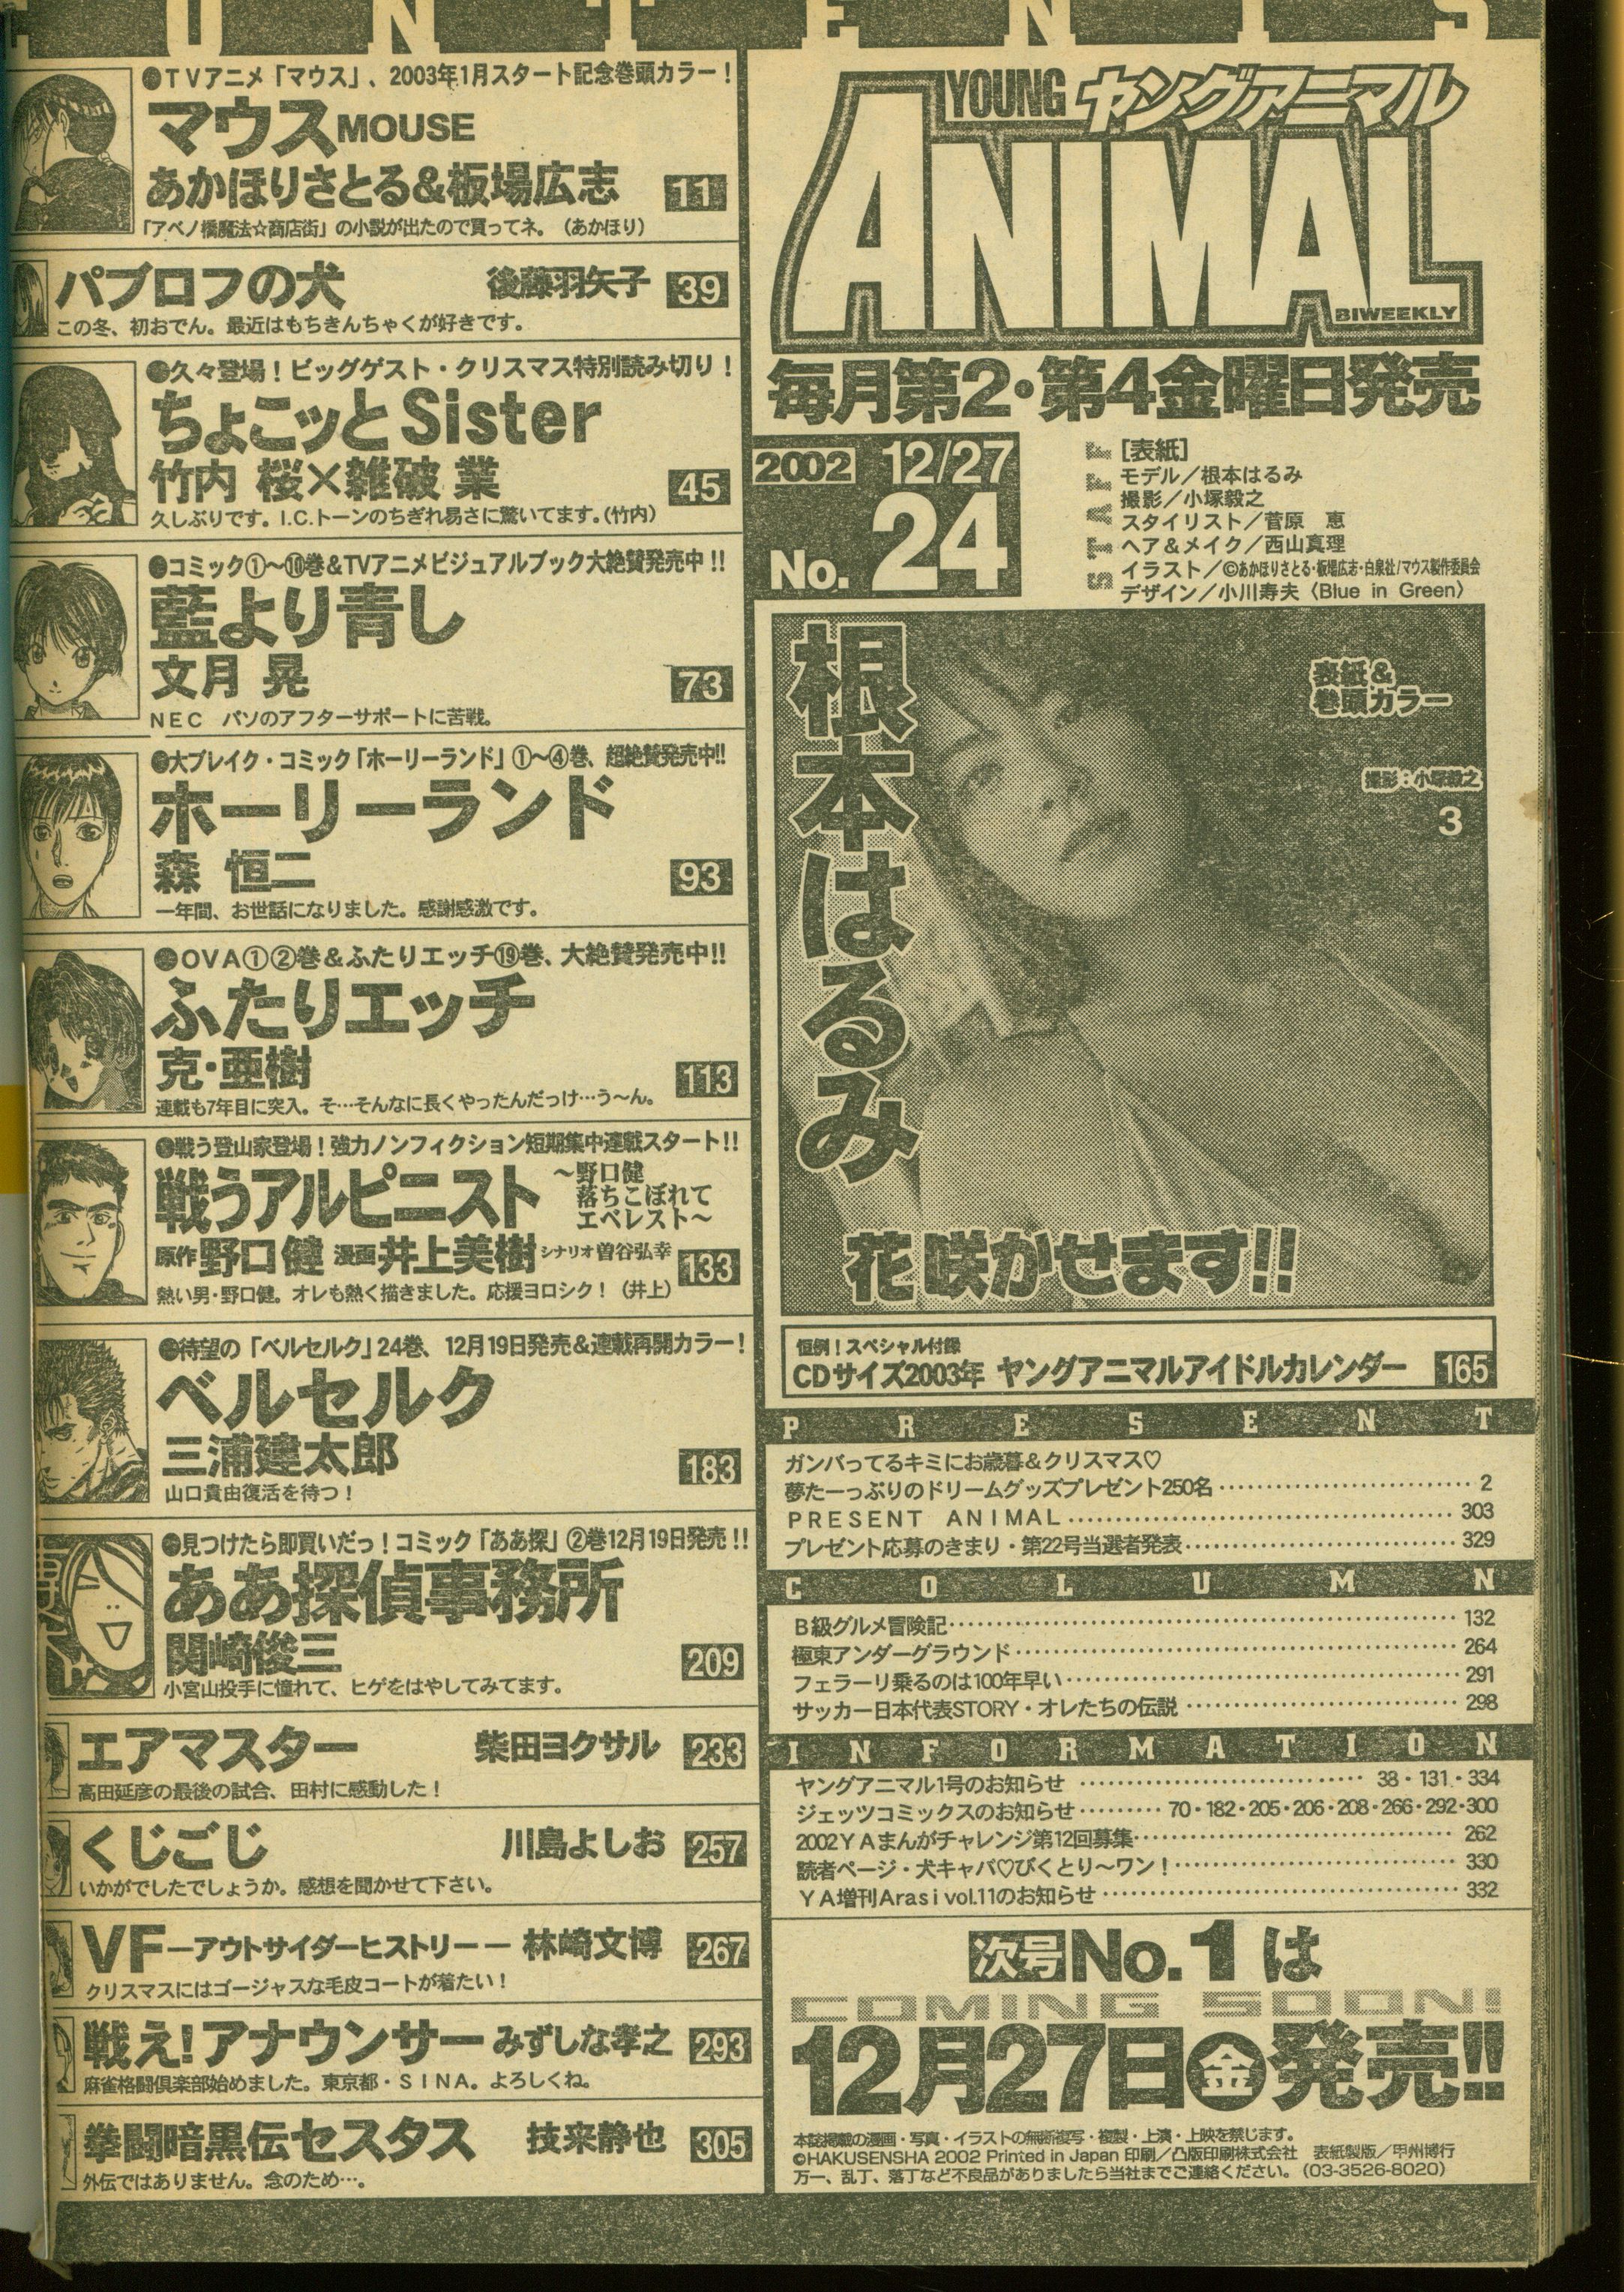 CONTENTS
●TVアニメ「マウス」、2003年1月スタート記念巻頭カラー!
マウスMOUSE
あかほりさとる&板場広志 11
「アベノ橋魔法☆商店街」の小説が出たので買ってネ。(あかほり)
パブロフの犬 後藤羽矢子 39
この冬、初おでん。最近はもちきんちゃくが好きです。
●久々登場!ビッグゲスト・クリスマス特別読み切り!
ちょこッとSister
竹内 桜×雑破 業 45
久しぶりです。I.C.トーンのちぎれ易さに驚いてます。(竹内)
●コミック①〜⑩巻&TVアニメビジュアルブック大絶賛発売中!!
藍より青し
文月 晃 73
NEC パソのアフターサポートに苦戦。
●大ブレイク・コミック「ホーリーランド」①〜④巻、超絶賛発売中!!
ホーリーランド
森 恒二 93
一年間、お世話になりました。感謝感激です。
●OVA①②巻&ふたりエッチ⑲巻、大絶賛発売中!!
ふたりエッチ
克・亜樹 113
連載も7年目に突入。そ…そんなに長くやったんだっけ…う〜ん。
●戦う登山家登場!強力ノンフィクション短期集中連載スタート!!
戦うアルピニスト 〜野口健
落ちこぼれて
エベレスト〜
原作 野口 健 漫画 井上美樹 シナリオ 曽谷弘幸 133
熱い男・野口健。オレも熱く描きました。応援ヨロシク!(井上)
●待望の「ベルセルク」24巻、12月19日発売&連載再開カラー!
ベルセルク
三浦建太郎 183
山口貴由復活を待つ!
●見つけたら即買いだっ!コミック「ああ探」②巻12月19日発売!!
ああ探偵事務所
関崎俊三 209
小宮山投手に憧れて、ヒゲをはやしてみてます。
エアマスター 柴田ヨクサル 233
高田延彦の最後の試合、田村に感動した!
くじごじ 川島よしお 257
いかがでしたでしょうか。感想を聞かせて下さい。
VF―アウトサイダーヒストリー― 林崎文博 267
クリスマスにはゴージャスな毛皮コートが着たい!
戦え!アナウンサー みずしな孝之 293
麻雀格闘倶楽部始めました。東京都・SINA。よろしくね。
拳闘暗黒伝セスタス 技来静也 305
外伝ではありません。念のため…。
YOUNG ヤングアニマル
ANIMAL
BIWEEKLY
毎月第2・第4金曜日発売
2002 12/27
No. 24
STAFF
[表紙]
モデル/根本はるみ
撮影/小塚毅之
スタイリスト/菅原 恵
ヘア&メイク/西山真理
イラスト/©あかほりさとる・板場広志・白泉社/マウス製作委員会
デザイン/小川寿夫〈Blue in Green〉
根本はるみ
表紙&
巻頭カラー
撮影:小塚毅之
3
花咲かせます!!
恒例!スペシャル付録
CDサイズ2003年 ヤングアニマルアイドルカレンダー 165
PRESENT
ガンバってるキミにお歳暮&クリスマス♡
夢たーっぷりのドリームグッズプレゼント250名 2
PRESENT ANIMAL 303
プレゼント応募のきまり・第22号当選者発表 329
COLUMN
B級グルメ冒険記 132
極東アンダーグラウンド 264
フェラーリ乗るのは100年早い 291
サッカー日本代表STORY・オレたちの伝説 298
INFORMATION
ヤングアニマル1号のお知らせ 38・131・334
ジェッツコミックスのお知らせ 70・182・205・206・208・266・292・300
2002YAまんがチャレンジ第12回募集 262
読者ページ・犬キャバ♡びくとり〜ワン! 330
YA増刊Arasi vol.11のお知らせ 332
次号No.1は
COMING SOON!
12月27日金発売!!
本誌掲載の漫画・写真・イラストの無断複写・複製・上演・上映を禁じます。
©HAKUSENSHA 2002 Printed in Japan 印刷/凸版印刷株式会社 表紙製版/甲州博行
万一、乱丁、落丁など不良品がありましたら当社までご連絡ください。(03-3526-8020)